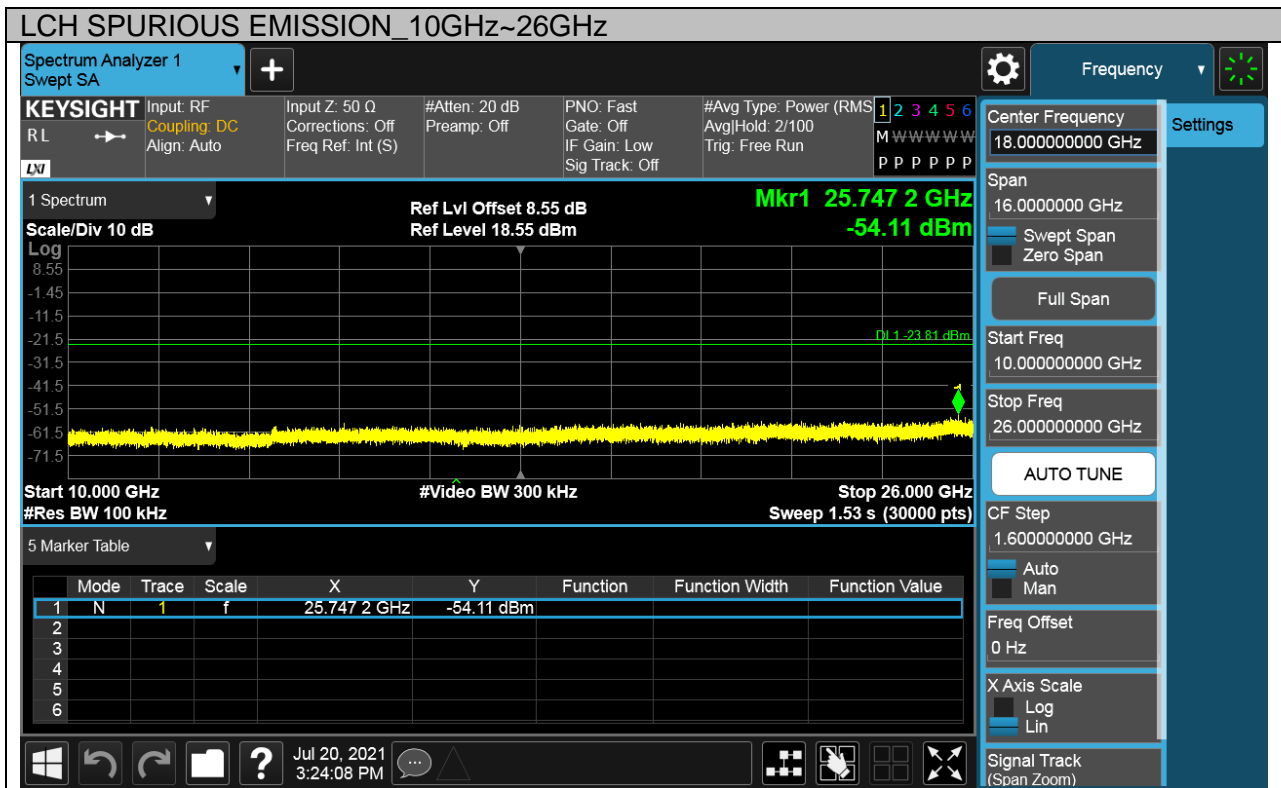 LCH SPURIOUS EMISSION_10GHz~26GHz
Spectrum Analyzer 1
Swept SA
Frequency
KEYSIGHT
R L
LXI
Input: RF
Coupling: DC
Align: Auto
Input Z: 50 Ω
Corrections: Off
Freq Ref: Int (S)
#Atten: 20 dB
Preamp: Off
PNO: Fast
Gate: Off
IF Gain: Low
Sig Track: Off
#Avg Type: Power (RMS
Avg|Hold: 2/100
Trig: Free Run
1 2 3 4 5 6
M W W W W W
P P P P P P
1 Spectrum
Scale/Div 10 dB
Ref Lvl Offset 8.55 dB
Ref Level 18.55 dBm
Mkr1 25.747 2 GHz
-54.11 dBm
Log
8.55
-1.45
-11.5
-21.5
-31.5
-41.5
-51.5
-61.5
-71.5
DL1 -23.81 dBm
1
Start 10.000 GHz
#Res BW 100 kHz
#Video BW 300 kHz
Stop 26.000 GHz
Sweep 1.53 s (30000 pts)
5 Marker Table
Mode Trace Scale X Y Function Function Width Function Value
1 N 1 f 25.747 2 GHz -54.11 dBm
2
3
4
5
6
Jul 20, 2021
3:24:08 PM
?
Center Frequency
18.000000000 GHz
Settings
Span
16.0000000 GHz
Swept Span
Zero Span
Full Span
Start Freq
10.000000000 GHz
Stop Freq
26.000000000 GHz
AUTO TUNE
CF Step
1.600000000 GHz
Auto
Man
Freq Offset
0 Hz
X Axis Scale
Log
Lin
Signal Track
(Span Zoom)